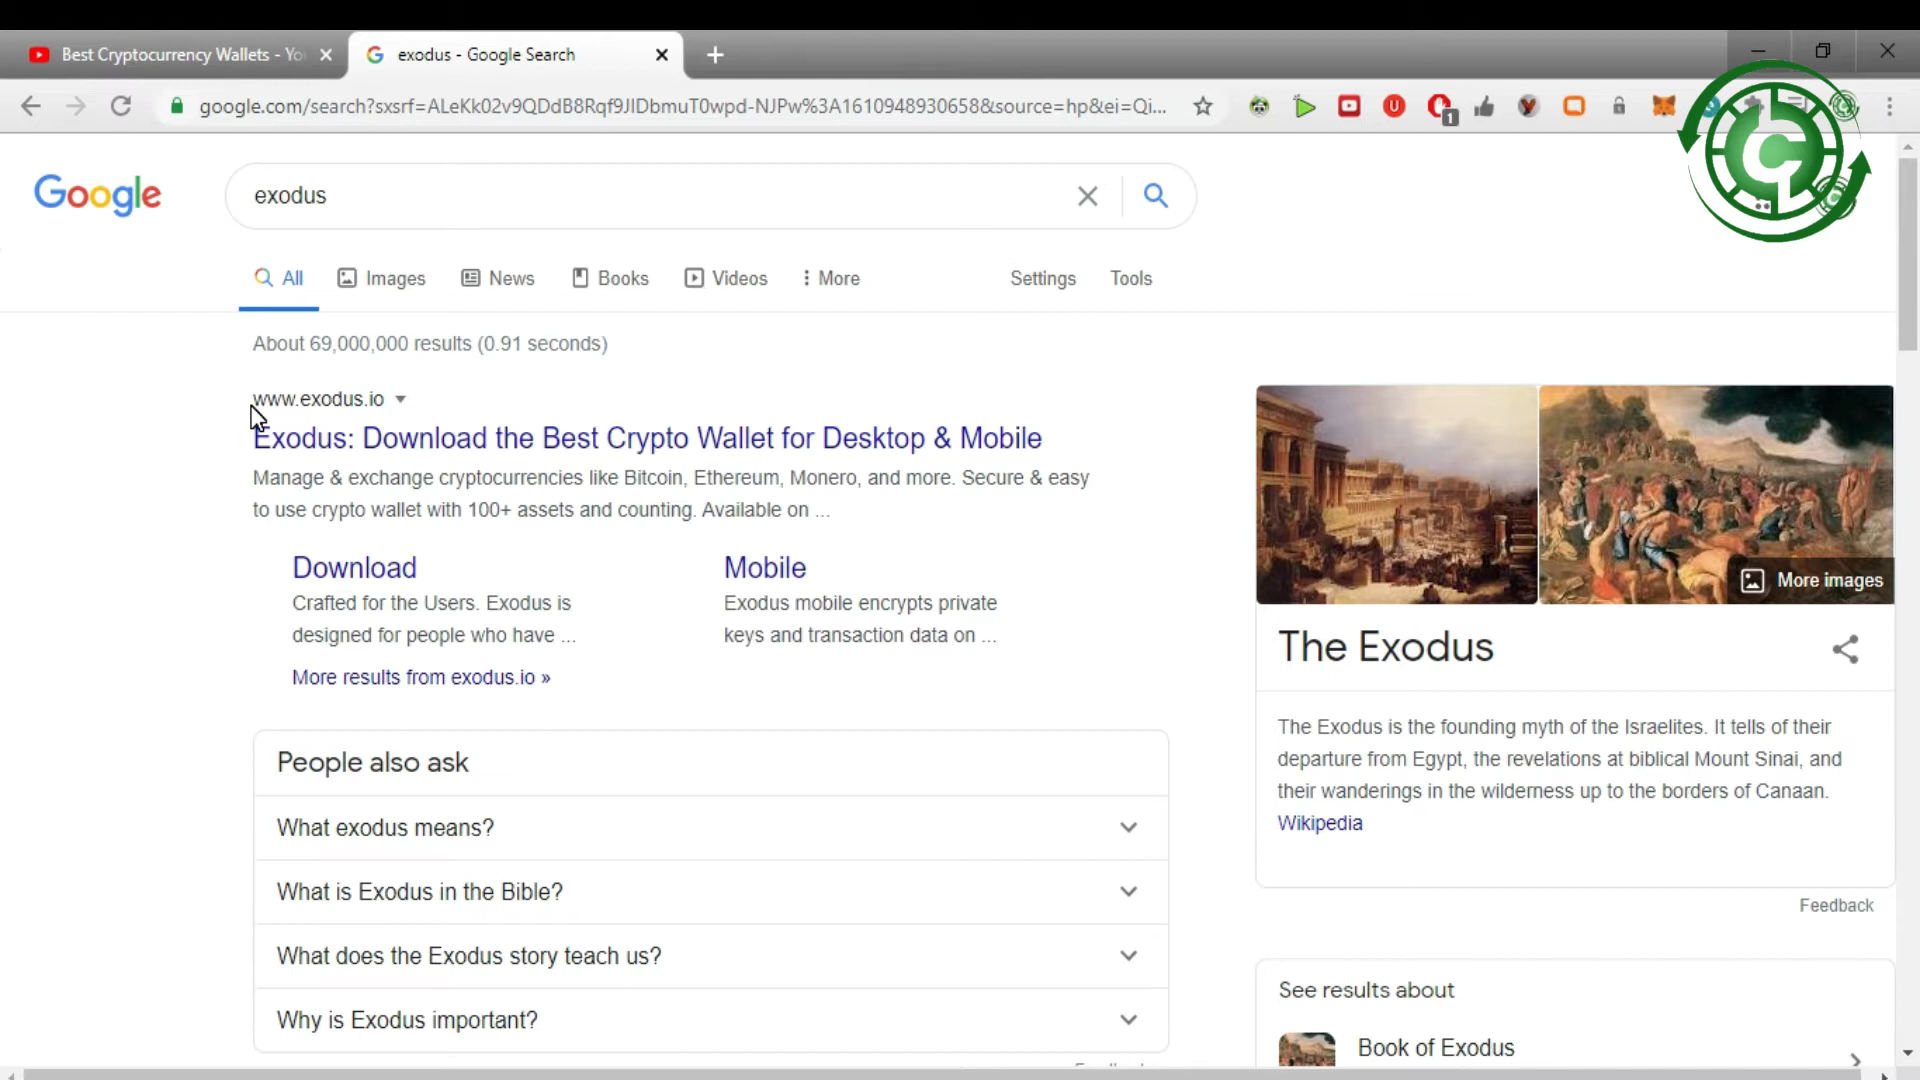 Best Cryptocurrency Wallets - Yo
exodus - Google Search
google.com/search?sxsrf=ALeKk02v9QDdB8Rqf9JIDbmuT0wpd-NJPw%3A1610948930658&source=hp&ei=Qi...
1
Google
exodus
All
Images
News
Books
Videos
More
Settings
Tools
About 69,000,000 results (0.91 seconds)
www.exodus.io
Exodus: Download the Best Crypto Wallet for Desktop & Mobile
Manage & exchange cryptocurrencies like Bitcoin, Ethereum, Monero, and more. Secure & easy
to use crypto wallet with 100+ assets and counting. Available on ...
Download
Crafted for the Users. Exodus is
designed for people who have ...
Mobile
Exodus mobile encrypts private
keys and transaction data on ...
More results from exodus.io »
People also ask
What exodus means?
What is Exodus in the Bible?
What does the Exodus story teach us?
Why is Exodus important?
More images
The Exodus
The Exodus is the founding myth of the Israelites. It tells of their
departure from Egypt, the revelations at biblical Mount Sinai, and
their wanderings in the wilderness up to the borders of Canaan.
Wikipedia
Feedback
See results about
Book of Exodus